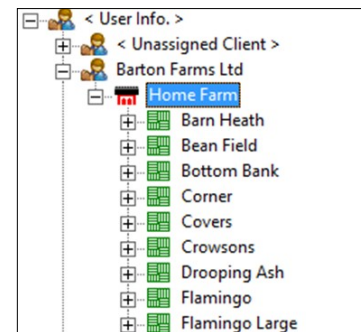 < User Info. >
< Unassigned Client >
Barton Farms Ltd
Home Farm
Barn Heath
Bean Field
Bottom Bank
Corner
Covers
Crowsons
Drooping Ash
Flamingo
Flamingo Large